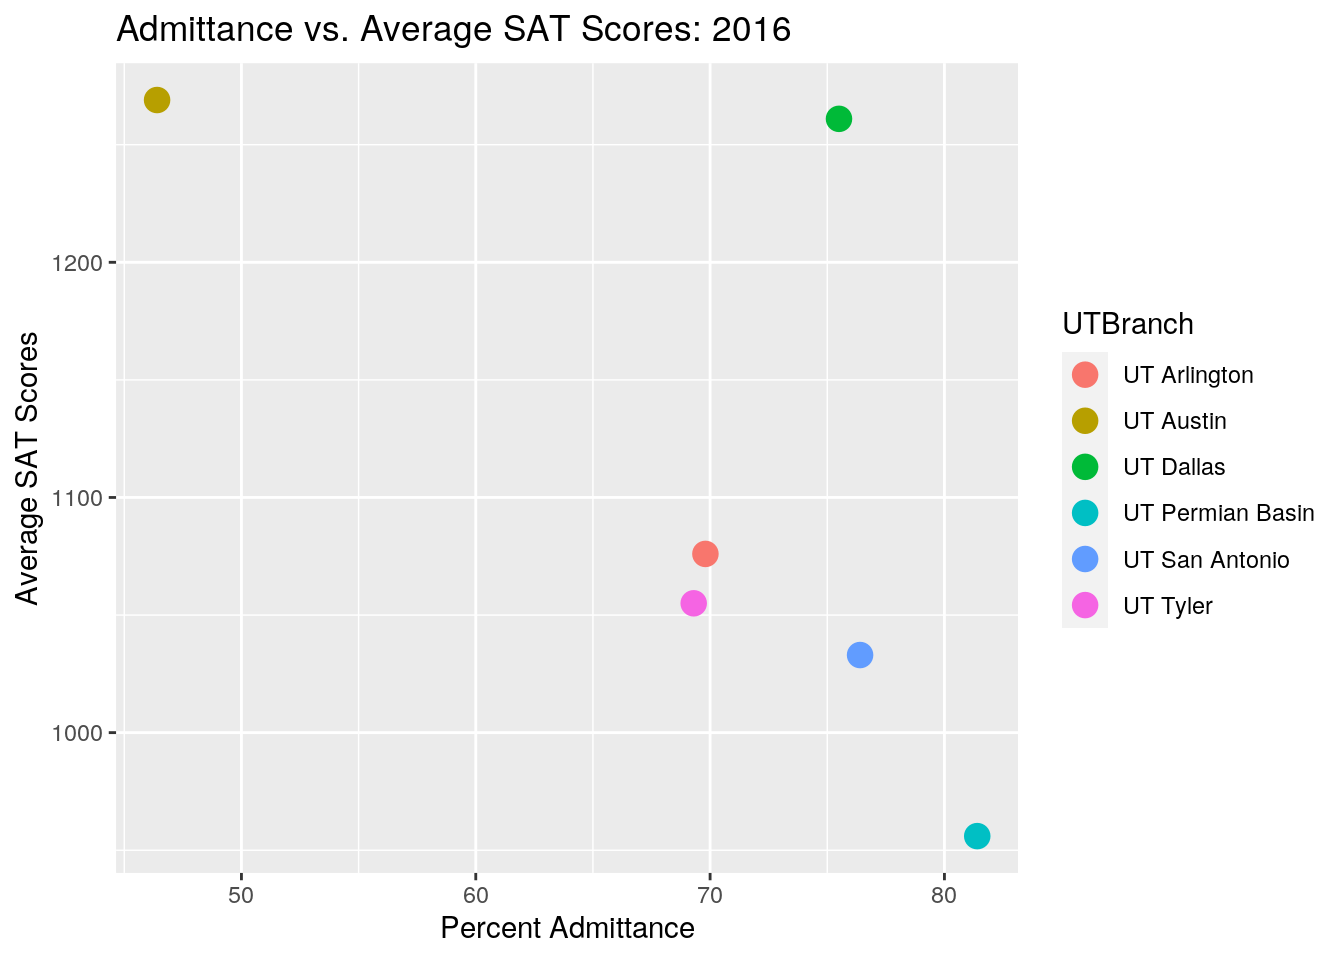 Admittance vs. Average SAT Scores: 2016
Average SAT Scores
1200
1100
1000
50 60 70 80
Percent Admittance
UTBranch
UT Arlington
UT Austin
UT Dallas
UT Permian Basin
UT San Antonio
UT Tyler